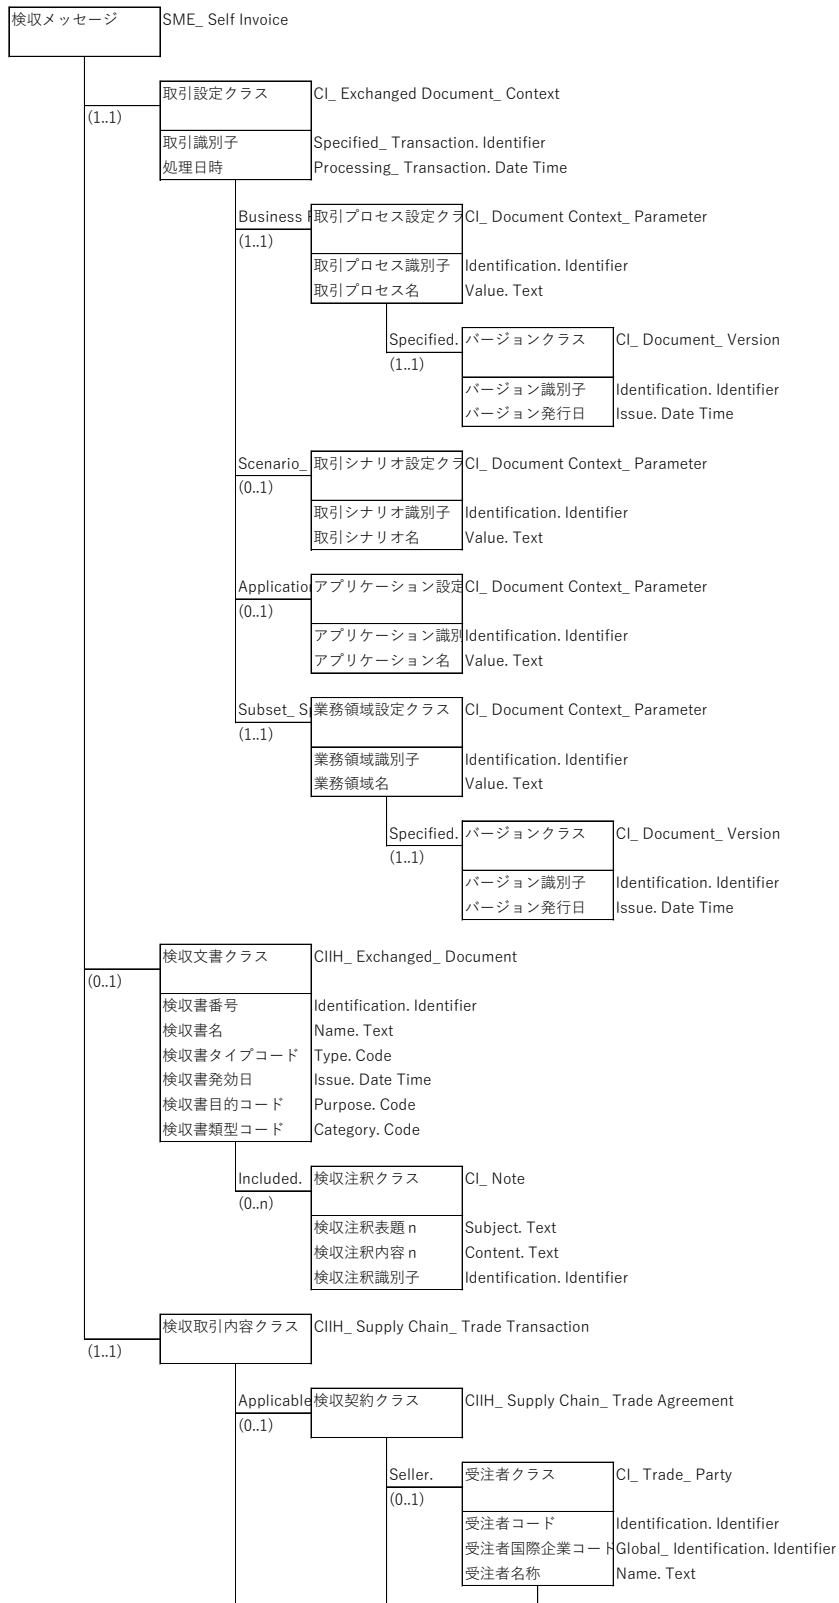 検収メッセージ SME_ Self Invoice
取引設定クラス CI_ Exchanged Document_ Context
(1..1)
取引識別子 Specified_ Transaction. Identifier
処理日時 Processing_ Transaction. Date Time
Business 取引プロセス設定クラ CI_ Document Context_ Parameter
(1..1)
取引プロセス識別子 Identification. Identifier
取引プロセス名 Value. Text
Specified. バージョンクラス CI_ Document_ Version
(1..1)
バージョン識別子 Identification. Identifier
バージョン発行日 Issue. Date Time
Scenario_ 取引シナリオ設定クラ CI_ Document Context_ Parameter
(0..1)
取引シナリオ識別子 Identification. Identifier
取引シナリオ名 Value. Text
Application アプリケーション設定 CI_ Document Context_ Parameter
(0..1)
アプリケーション識別 Identification. Identifier
アプリケーション名 Value. Text
Subset_ Sp 業務領域設定クラス CI_ Document Context_ Parameter
(1..1)
業務領域識別子 Identification. Identifier
業務領域名 Value. Text
Specified. バージョンクラス CI_ Document_ Version
(1..1)
バージョン識別子 Identification. Identifier
バージョン発行日 Issue. Date Time
検収文書クラス CIIH_ Exchanged_ Document
(0..1)
検収書番号 Identification. Identifier
検収書名 Name. Text
検収書タイプコード Type. Code
検収書発効日 Issue. Date Time
検収書目的コード Purpose. Code
検収書類型コード Category. Code
Included. 検収注釈クラス CI_ Note
(0..n)
検収注釈表題n Subject. Text
検収注釈内容n Content. Text
検収注釈識別子 Identification. Identifier
検収取引内容クラス CIIH_ Supply Chain_ Trade Transaction
(1..1)
Applicable 検収契約クラス CIIH_ Supply Chain_ Trade Agreement
(0..1)
Seller. 受注者クラス CI_ Trade_ Party
(0..1)
受注者コード Identification. Identifier
受注者国際企業コード Global_ Identification. Identifier
受注者名称 Name. Text